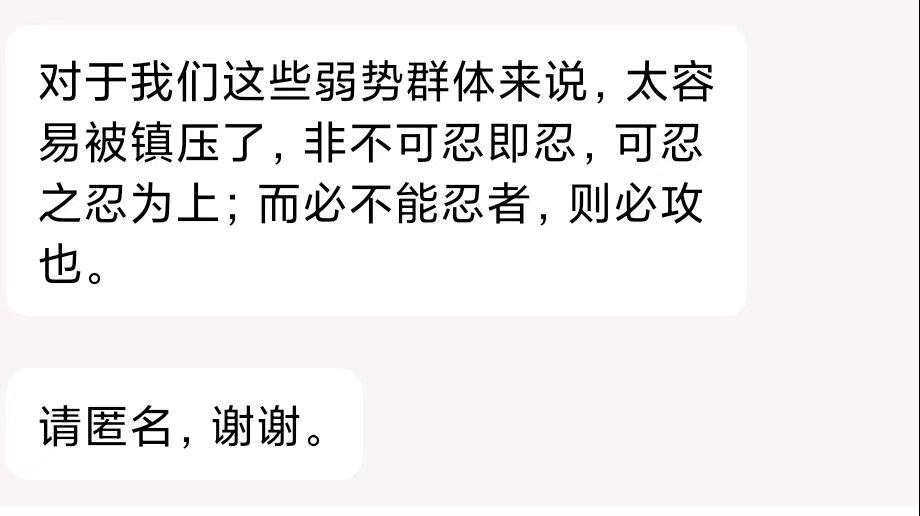 对于我们这些弱势群体来说，太容
易被镇压了，非不可忍即忍，可忍
之忍为上；而必不能忍者，则必攻
也。
请匿名，谢谢。